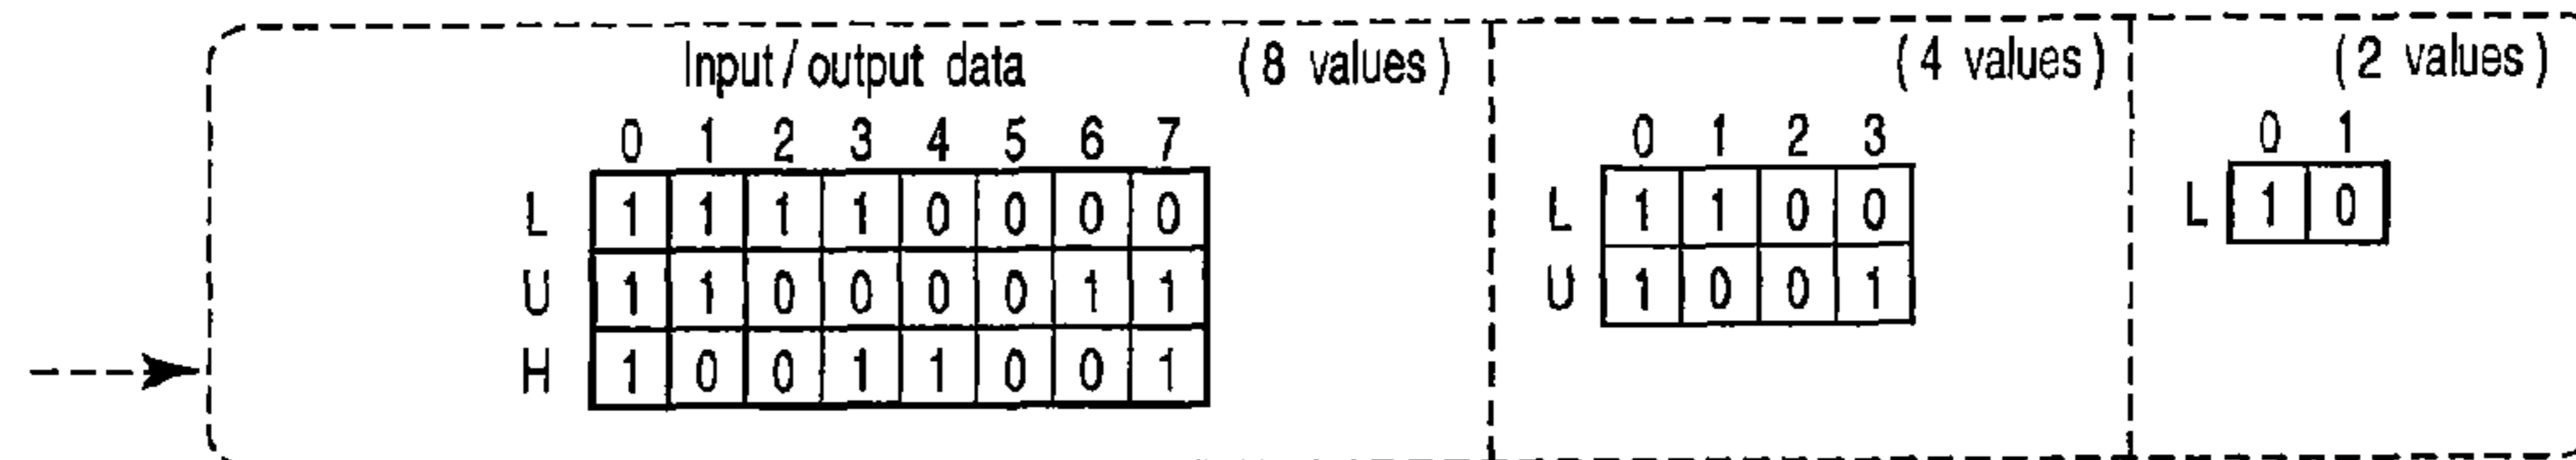 Input / output data (8 values) (4 values) (2 values)
0 1 2 3 4 5 6 7 0 1 2 3 0 1
L 1 1 1 1 0 0 0 0 L 1 1 0 0 L 1 0
U 1 1 0 0 0 0 1 1 U 1 0 0 1
H 1 0 0 1 1 0 0 1